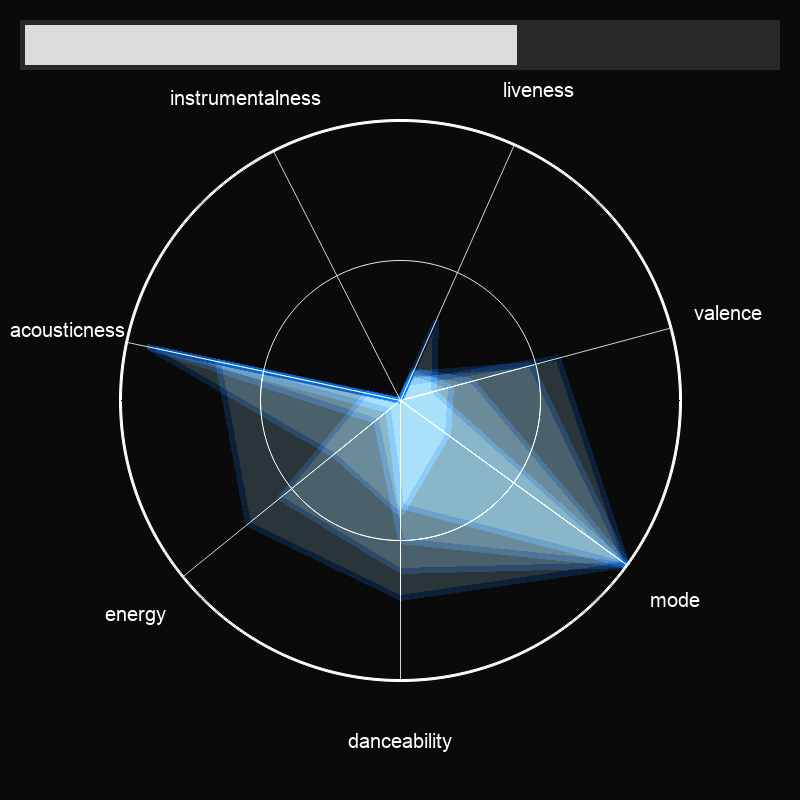 liveness
instrumentalness
valence
acousticness
mode
energy
danceability